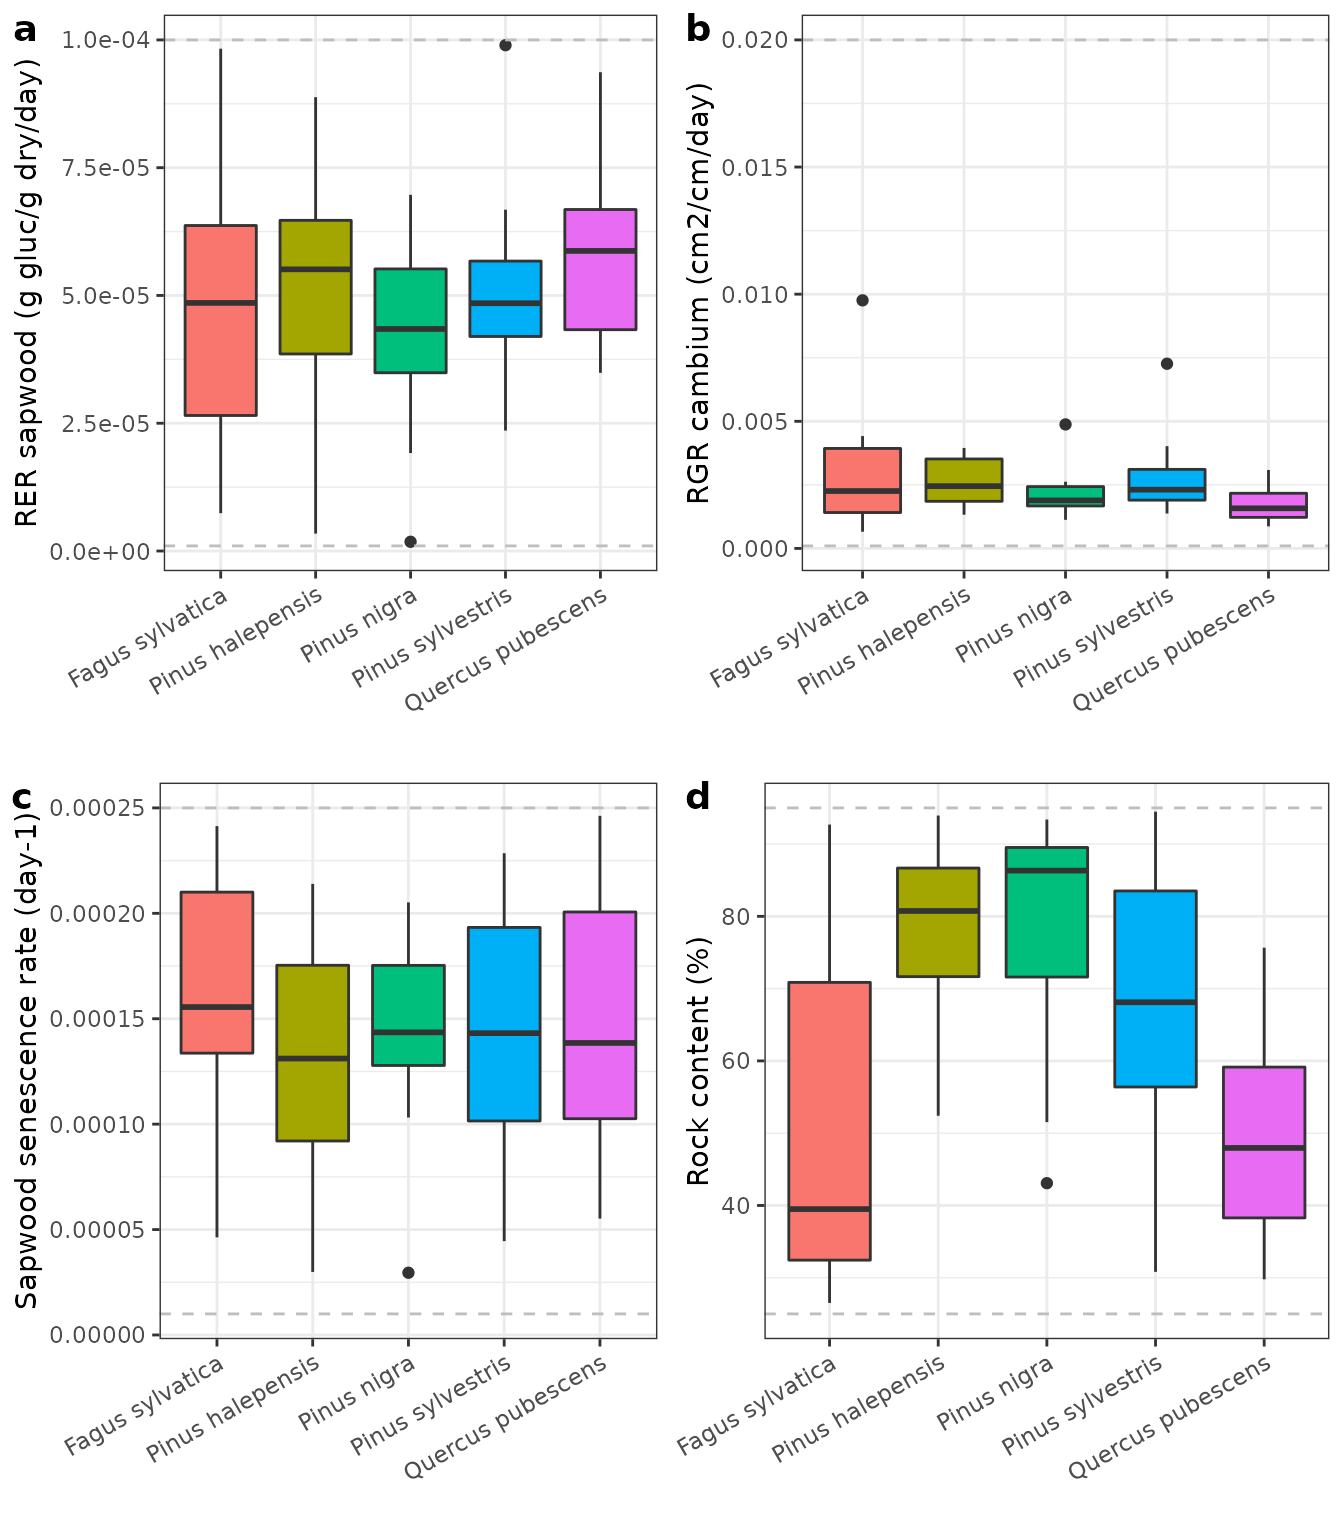 a
RER sapwood (g gluc/g dry/day)
1.0e-04
7.5e-05
5.0e-05
2.5e-05
0.0e+00
Fagus sylvatica
Pinus halepensis
Pinus nigra
Pinus sylvestris
Quercus pubescens
b
RGR cambium (cm2/cm/day)
0.020
0.015
0.010
0.005
0.000
Fagus sylvatica
Pinus halepensis
Pinus nigra
Pinus sylvestris
Quercus pubescens
c
Sapwood senescence rate (day-1)
0.00025
0.00020
0.00015
0.00010
0.00005
0.00000
Fagus sylvatica
Pinus halepensis
Pinus nigra
Pinus sylvestris
Quercus pubescens
d
Rock content (%)
80
60
40
Fagus sylvatica
Pinus halepensis
Pinus nigra
Pinus sylvestris
Quercus pubescens